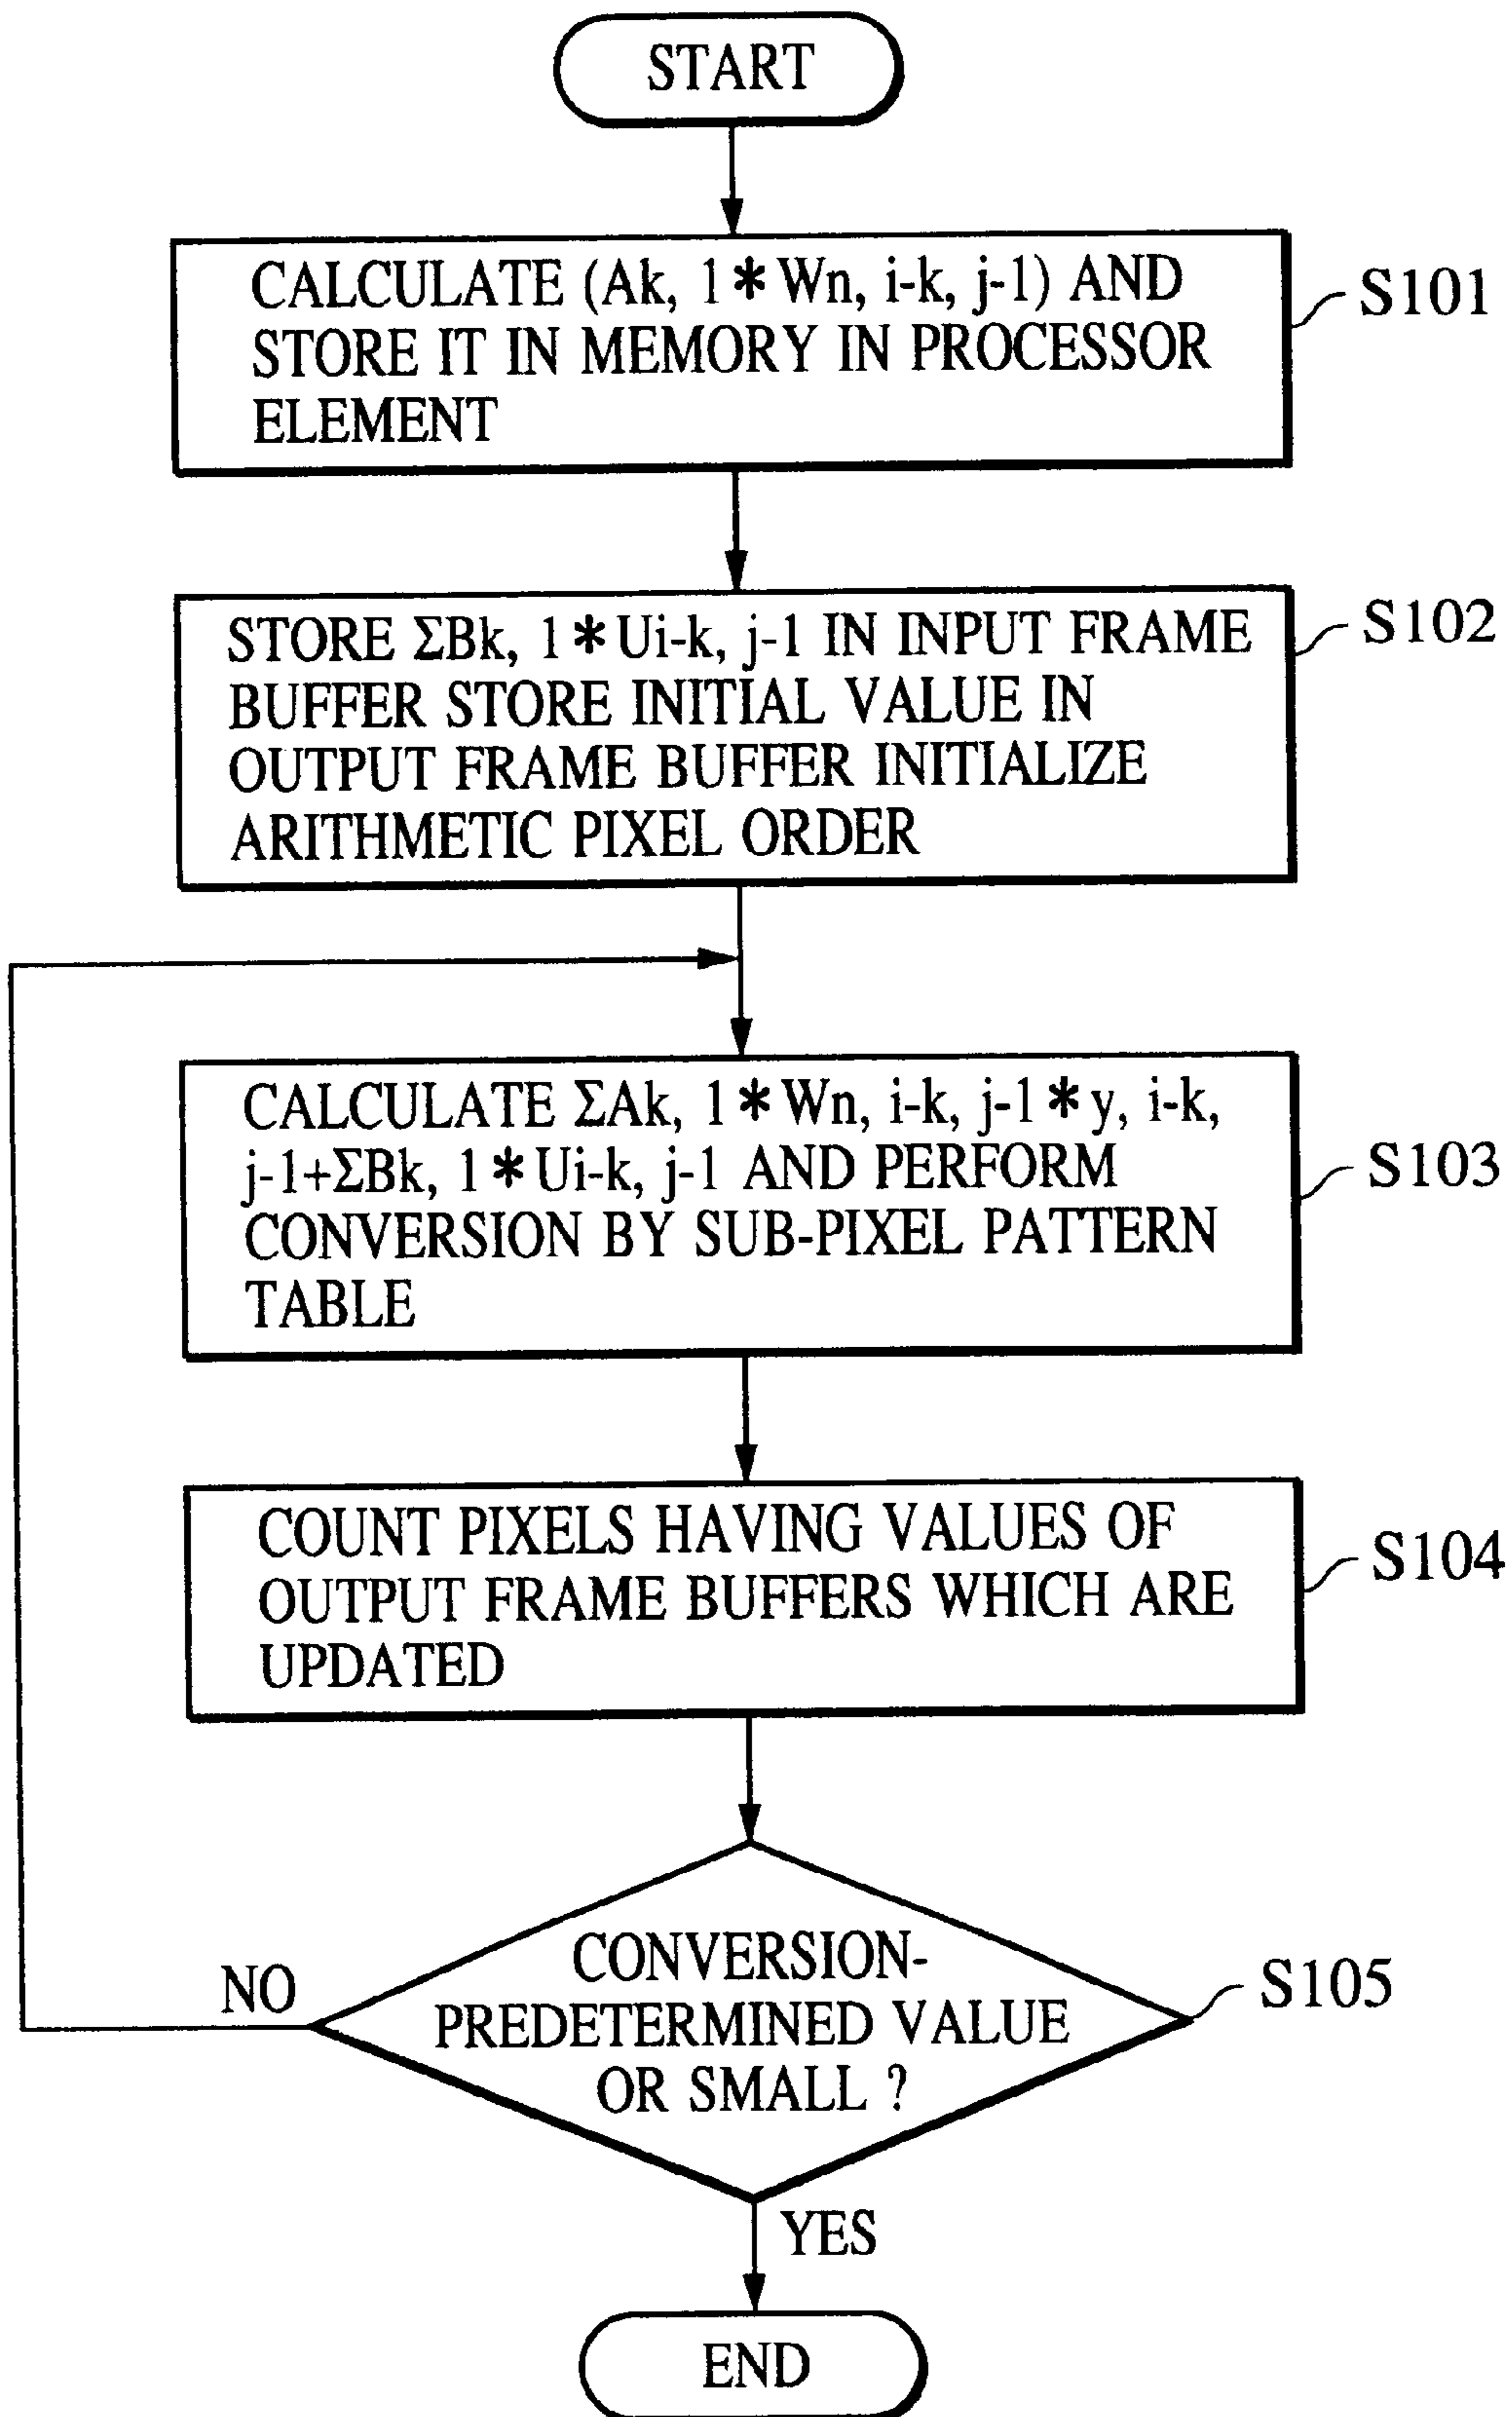 START
CALCULATE (Ak, 1*Wn, i-k, j-1) AND
STORE IT IN MEMORY IN PROCESSOR
ELEMENT
S101
STORE ΣBk, 1*Ui-k, j-1 IN INPUT FRAME
BUFFER STORE INITIAL VALUE IN
OUTPUT FRAME BUFFER INITIALIZE
ARITHMETIC PIXEL ORDER
S102
CALCULATE ΣAk, 1*Wn, i-k, j-1*y, i-k,
j-1+ΣBk, 1*Ui-k, j-1 AND PERFORM
CONVERSION BY SUB-PIXEL PATTERN
TABLE
S103
COUNT PIXELS HAVING VALUES OF
OUTPUT FRAME BUFFERS WHICH ARE
UPDATED
S104
CONVERSION-
PREDETERMINED VALUE
OR SMALL ?
S105
NO
YES
END